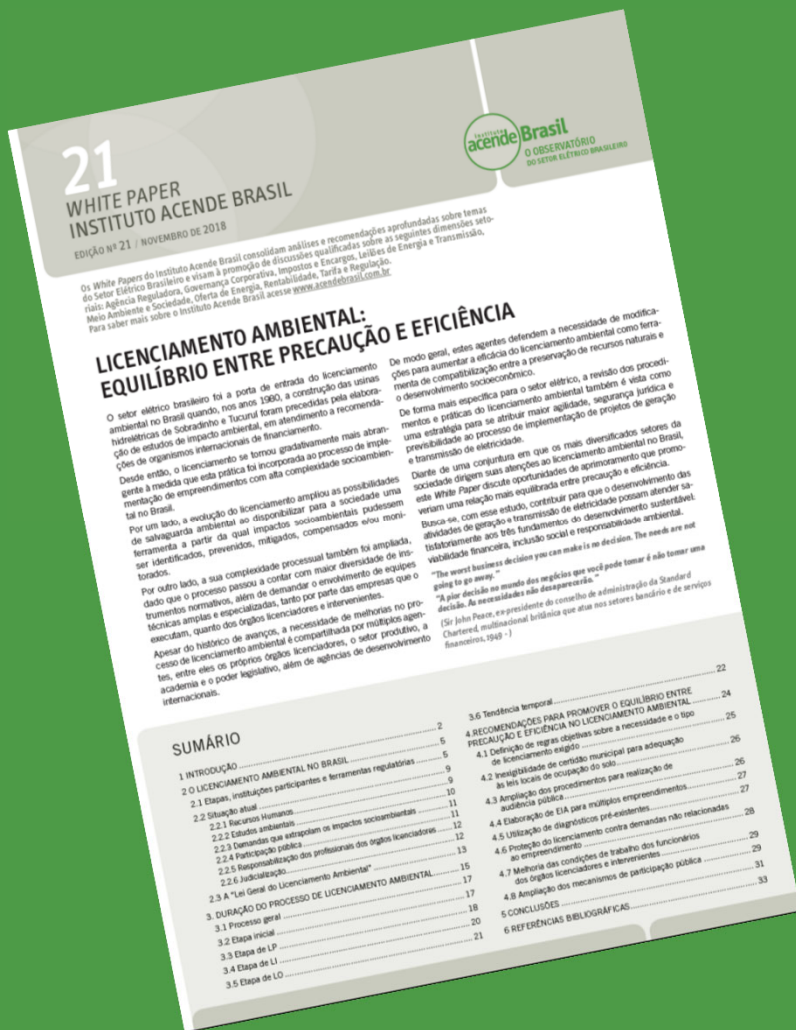 21
WHITE PAPER
INSTITUTO ACENDE BRASIL
EDIÇÃO Nº 21 / NOVEMBRO DE 2018
instituto
acende Brasil
O OBSERVATÓRIO
DO SETOR ELÉTRICO BRASILEIRO
Os White Papers do Instituto Acende Brasil consolidam análises e recomendações aprofundadas sobre temas
do Setor Elétrico Brasileiro e visam à promoção de discussões qualificadas sobre as seguintes dimensões seto-
riais: Agência Reguladora, Governança Corporativa, Impostos e Encargos, Leilões de Energia e Transmissão,
Meio Ambiente e Sociedade, Oferta de Energia, Rentabilidade, Tarifa e Regulação.
Para saber mais sobre o Instituto Acende Brasil acesse www.acendebrasil.com.br
LICENCIAMENTO AMBIENTAL:
EQUILÍBRIO ENTRE PRECAUÇÃO E EFICIÊNCIA
O setor elétrico brasileiro foi a porta de entrada do licenciamento
ambiental no Brasil quando, nos anos 1980, a construção das usinas
hidrelétricas de Sobradinho e Tucuruí foram precedidas pela elabora-
ção de estudos de impacto ambiental, em atendimento a recomenda-
ções de organismos internacionais de financiamento.
Desde então, o licenciamento se tornou gradativamente mais abran-
gente à medida que esta prática foi incorporada ao processo de imple-
mentação de empreendimentos com alta complexidade socioambien-
tal no Brasil.
Por um lado, a evolução do licenciamento ampliou as possibilidades
de salvaguarda ambiental ao disponibilizar para a sociedade uma
ferramenta a partir da qual impactos socioambientais pudessem
ser identificados, prevenidos, mitigados, compensados e/ou moni-
torados.
Por outro lado, a sua complexidade processual também foi ampliada,
dado que o processo passou a contar com maior diversidade de ins-
trumentos normativos, além de demandar o envolvimento de equipes
técnicas amplas e especializadas, tanto por parte das empresas que o
executam, quanto dos órgãos licenciadores e intervenientes.
Apesar do histórico de avanços, a necessidade de melhorias no pro-
cesso de licenciamento ambiental é compartilhada por múltiplos agen-
tes, entre eles os próprios órgãos licenciadores, o setor produtivo, a
academia e o poder legislativo, além de agências de desenvolvimento
internacionais.
De modo geral, estes agentes defendem a necessidade de modifica-
ções para aumentar a eficácia do licenciamento ambiental como ferra-
menta de compatibilização entre a preservação de recursos naturais e
o desenvolvimento socioeconômico.
De forma mais específica para o setor elétrico, a revisão dos procedi-
mentos e práticas do licenciamento ambiental também é vista como
uma estratégia para se atribuir maior agilidade, segurança jurídica e
previsibilidade ao processo de implementação de projetos de geração
e transmissão de eletricidade.
Diante de uma conjuntura em que os mais diversificados setores da
sociedade dirigem suas atenções ao licenciamento ambiental no Brasil,
este White Paper discute oportunidades de aprimoramento que promo-
veriam uma relação mais equilibrada entre precaução e eficiência.
Busca-se, com esse estudo, contribuir para que o desenvolvimento das
atividades de geração e transmissão de eletricidade possam atender sa-
tisfatoriamente aos três fundamentos do desenvolvimento sustentável:
viabilidade financeira, inclusão social e responsabilidade ambiental.
"The worst business decision you can make is no decision. The needs are not
going to go away."
"A pior decisão no mundo dos negócios que você pode tomar é não tomar uma
decisão. As necessidades não desaparecerão."
(Sir John Peace, ex-presidente do conselho de administração da Standard
Chartered, multinacional britânica que atua nos setores bancário e de serviços
financeiros, 1949 - )
SUMÁRIO
1 INTRODUÇÃO ........ 2
2 O LICENCIAMENTO AMBIENTAL NO BRASIL ........ 5
2.1 Etapas, instituições participantes e ferramentas regulatórias ........ 5
2.2 Situação atual ........ 9
2.2.1 Recursos Humanos ........ 9
2.2.2 Estudos ambientais ........ 10
2.2.3 Demandas que extrapolam os impactos socioambientais ........ 11
2.2.4 Participação pública ........ 11
2.2.5 Responsabilização dos profissionais dos órgãos licenciadores ........ 12
2.2.6 Judicialização ........ 12
2.3 A "Lei Geral do Licenciamento Ambiental" ........ 13
3. DURAÇÃO DO PROCESSO DE LICENCIAMENTO AMBIENTAL ........ 15
3.1 Processo geral ........ 17
3.2 Etapa inicial ........ 17
3.3 Etapa de LP ........ 18
3.4 Etapa de LI ........ 20
3.5 Etapa de LO ........ 21
3.6 Tendência temporal ........ 22
4.RECOMENDAÇÕES PARA PROMOVER O EQUILÍBRIO ENTRE
PRECAUÇÃO E EFICIÊNCIA NO LICENCIAMENTO AMBIENTAL ........ 24
4.1 Definição de regras objetivas sobre a necessidade e o tipo
de licenciamento exigido ........ 25
4.2 Inexigibilidade de certidão municipal para adequação
às leis locais de ocupação do solo ........ 26
4.3 Ampliação dos procedimentos para realização de
audiência pública ........ 26
4.4 Elaboração de EIA para múltiplos empreendimentos ........ 27
4.5 Utilização de diagnósticos pré-existentes ........ 27
4.6 Proteção do licenciamento contra demandas não relacionadas
ao empreendimento ........ 28
4.7 Melhoria das condições de trabalho dos funcionários
dos órgãos licenciadores e intervenientes ........ 29
4.8 Ampliação dos mecanismos de participação pública ........ 29
5 CONCLUSÕES ........ 31
6 REFERÊNCIAS BIBLIOGRÁFICAS ........ 33